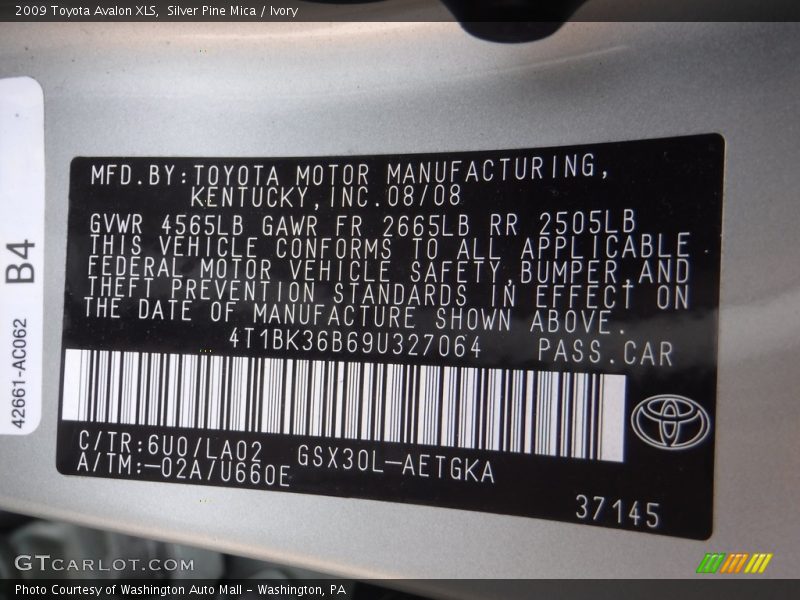 2009 Toyota Avalon XLS,  Silver Pine Mica / Ivory
MFD.BY:TOYOTA MOTOR MANUFACTURING,
KENTUCKY,INC.08/08
GVWR 4565LB GAWR FR 2665LB RR 2505LB
THIS VEHICLE CONFORMS TO ALL APPLICABLE
FEDERAL MOTOR VEHICLE SAFETY,BUMPER,AND
THEFT PREVENTION STANDARDS IN EFFECT ON
THE DATE OF MANUFACTURE SHOWN ABOVE.
4T1BK36B69U327064 PASS.CAR
C/TR:6U0/LA02 GSX30L-AETGKA
A/TM:-02A/U660E
37145
42661-AC062 B4
GTCARLOT.COM
Photo Courtesy of Washington Auto Mall - Washington, PA